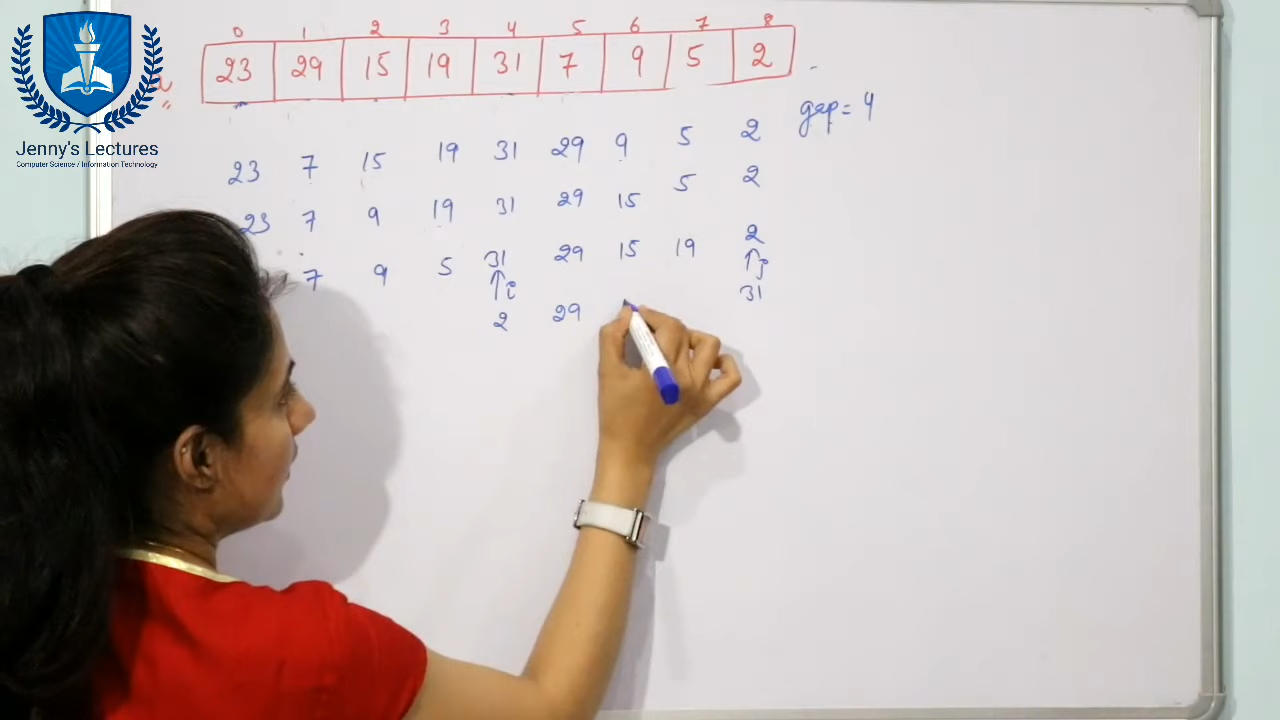 0 1 2 3 4 5 6 7 8
23 29 15 19 31 7 9 5 2
a
Jenny's Lectures
Computer Science / Information Technology
gap = 4
23 7 15 19 31 29 9 5 2
23 7 9 19 31 29 15 5 2
7 9 5 31 29 15 19 2
i j
2 29 31